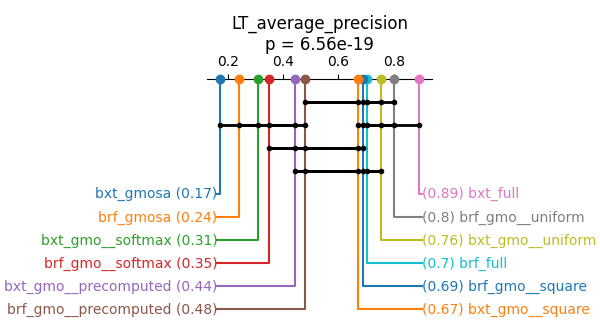 LT_average_precision
p = 6.56e-19
0.2 0.4 0.6 0.8
bxt_gmosa (0.17) (0.89) bxt_full
brf_gmosa (0.24) (0.8) brf_gmo__uniform
bxt_gmo__softmax (0.31) (0.76) bxt_gmo__uniform
brf_gmo__softmax (0.35) (0.7) brf_full
bxt_gmo__precomputed (0.44) (0.69) brf_gmo__square
brf_gmo__precomputed (0.48) (0.67) bxt_gmo__square